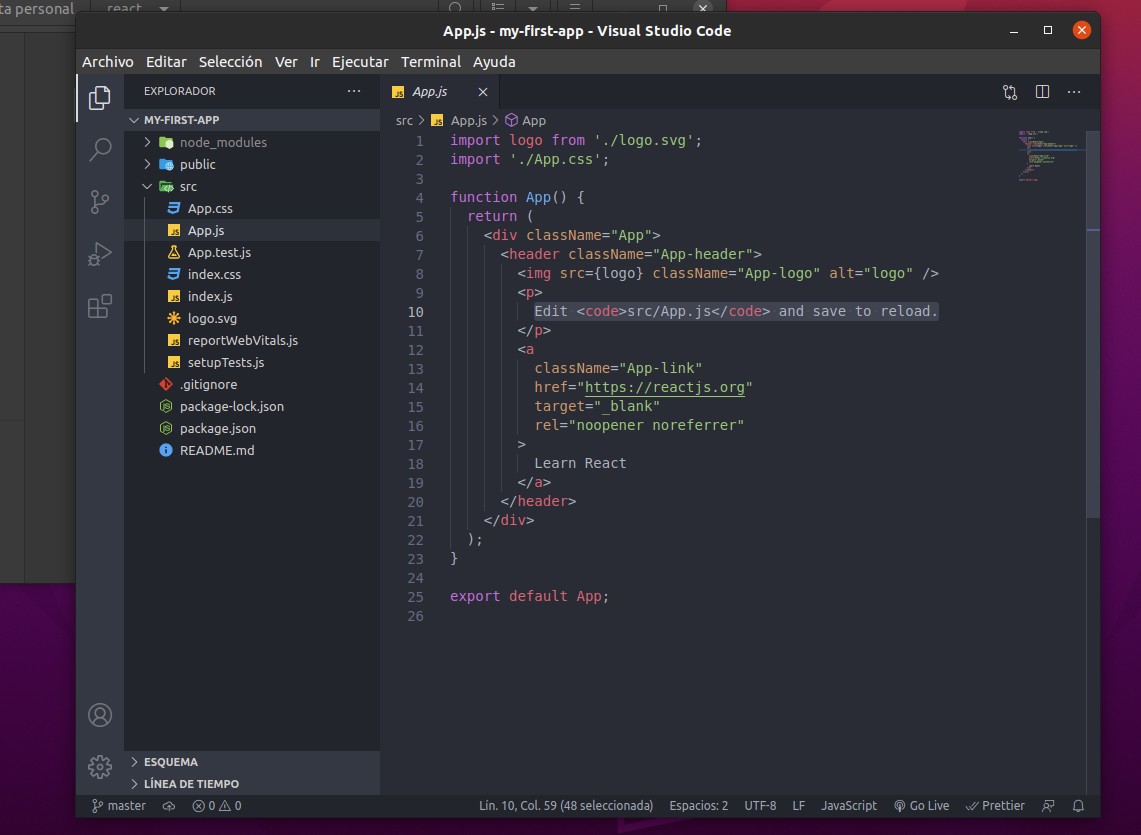 ta personal
react
App.js - my-first-app - Visual Studio Code
Archivo Editar Selección Ver Ir Ejecutar Terminal Ayuda
EXPLORADOR
MY-FIRST-APP
node_modules
public
src
App.css
App.js
App.test.js
index.css
index.js
logo.svg
reportWebVitals.js
setupTests.js
.gitignore
package-lock.json
package.json
README.md
ESQUEMA
LÍNEA DE TIEMPO
App.js
src > App.js > App
1 import logo from './logo.svg';
2 import './App.css';
3
4 function App() {
5 return (
6 <div className="App">
7 <header className="App-header">
8 <img src={logo} className="App-logo" alt="logo" />
9 <p>
10 Edit <code>src/App.js</code> and save to reload.
11 </p>
12 <a
13 className="App-link"
14 href="https://reactjs.org"
15 target="_blank"
16 rel="noopener noreferrer"
17 >
18 Learn React
19 </a>
20 </header>
21 </div>
22 );
23 }
24
25 export default App;
26
master 0 0 Lín. 10, Col. 59 (48 seleccionada) Espacios: 2 UTF-8 LF JavaScript Go Live Prettier